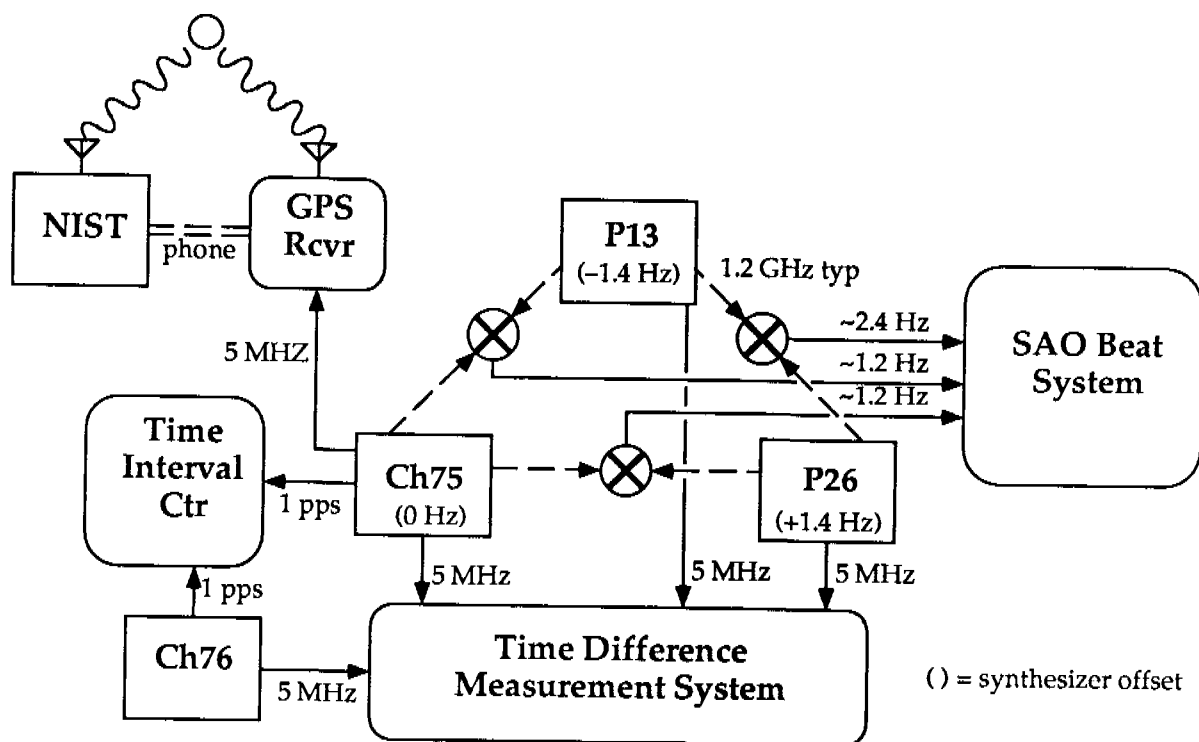 NIST
phone
GPS
Rcvr
P13
(–1.4 Hz)
1.2 GHz typ
5 MHZ
~2.4 Hz
~1.2 Hz
~1.2 Hz
SAO Beat
System
Time
Interval
Ctr
1 pps
Ch75
(0 Hz)
P26
(+1.4 Hz)
5 MHz
5 MHz
5 MHz
1 pps
Ch76
5 MHz
Time Difference
Measurement System
( ) = synthesizer offset